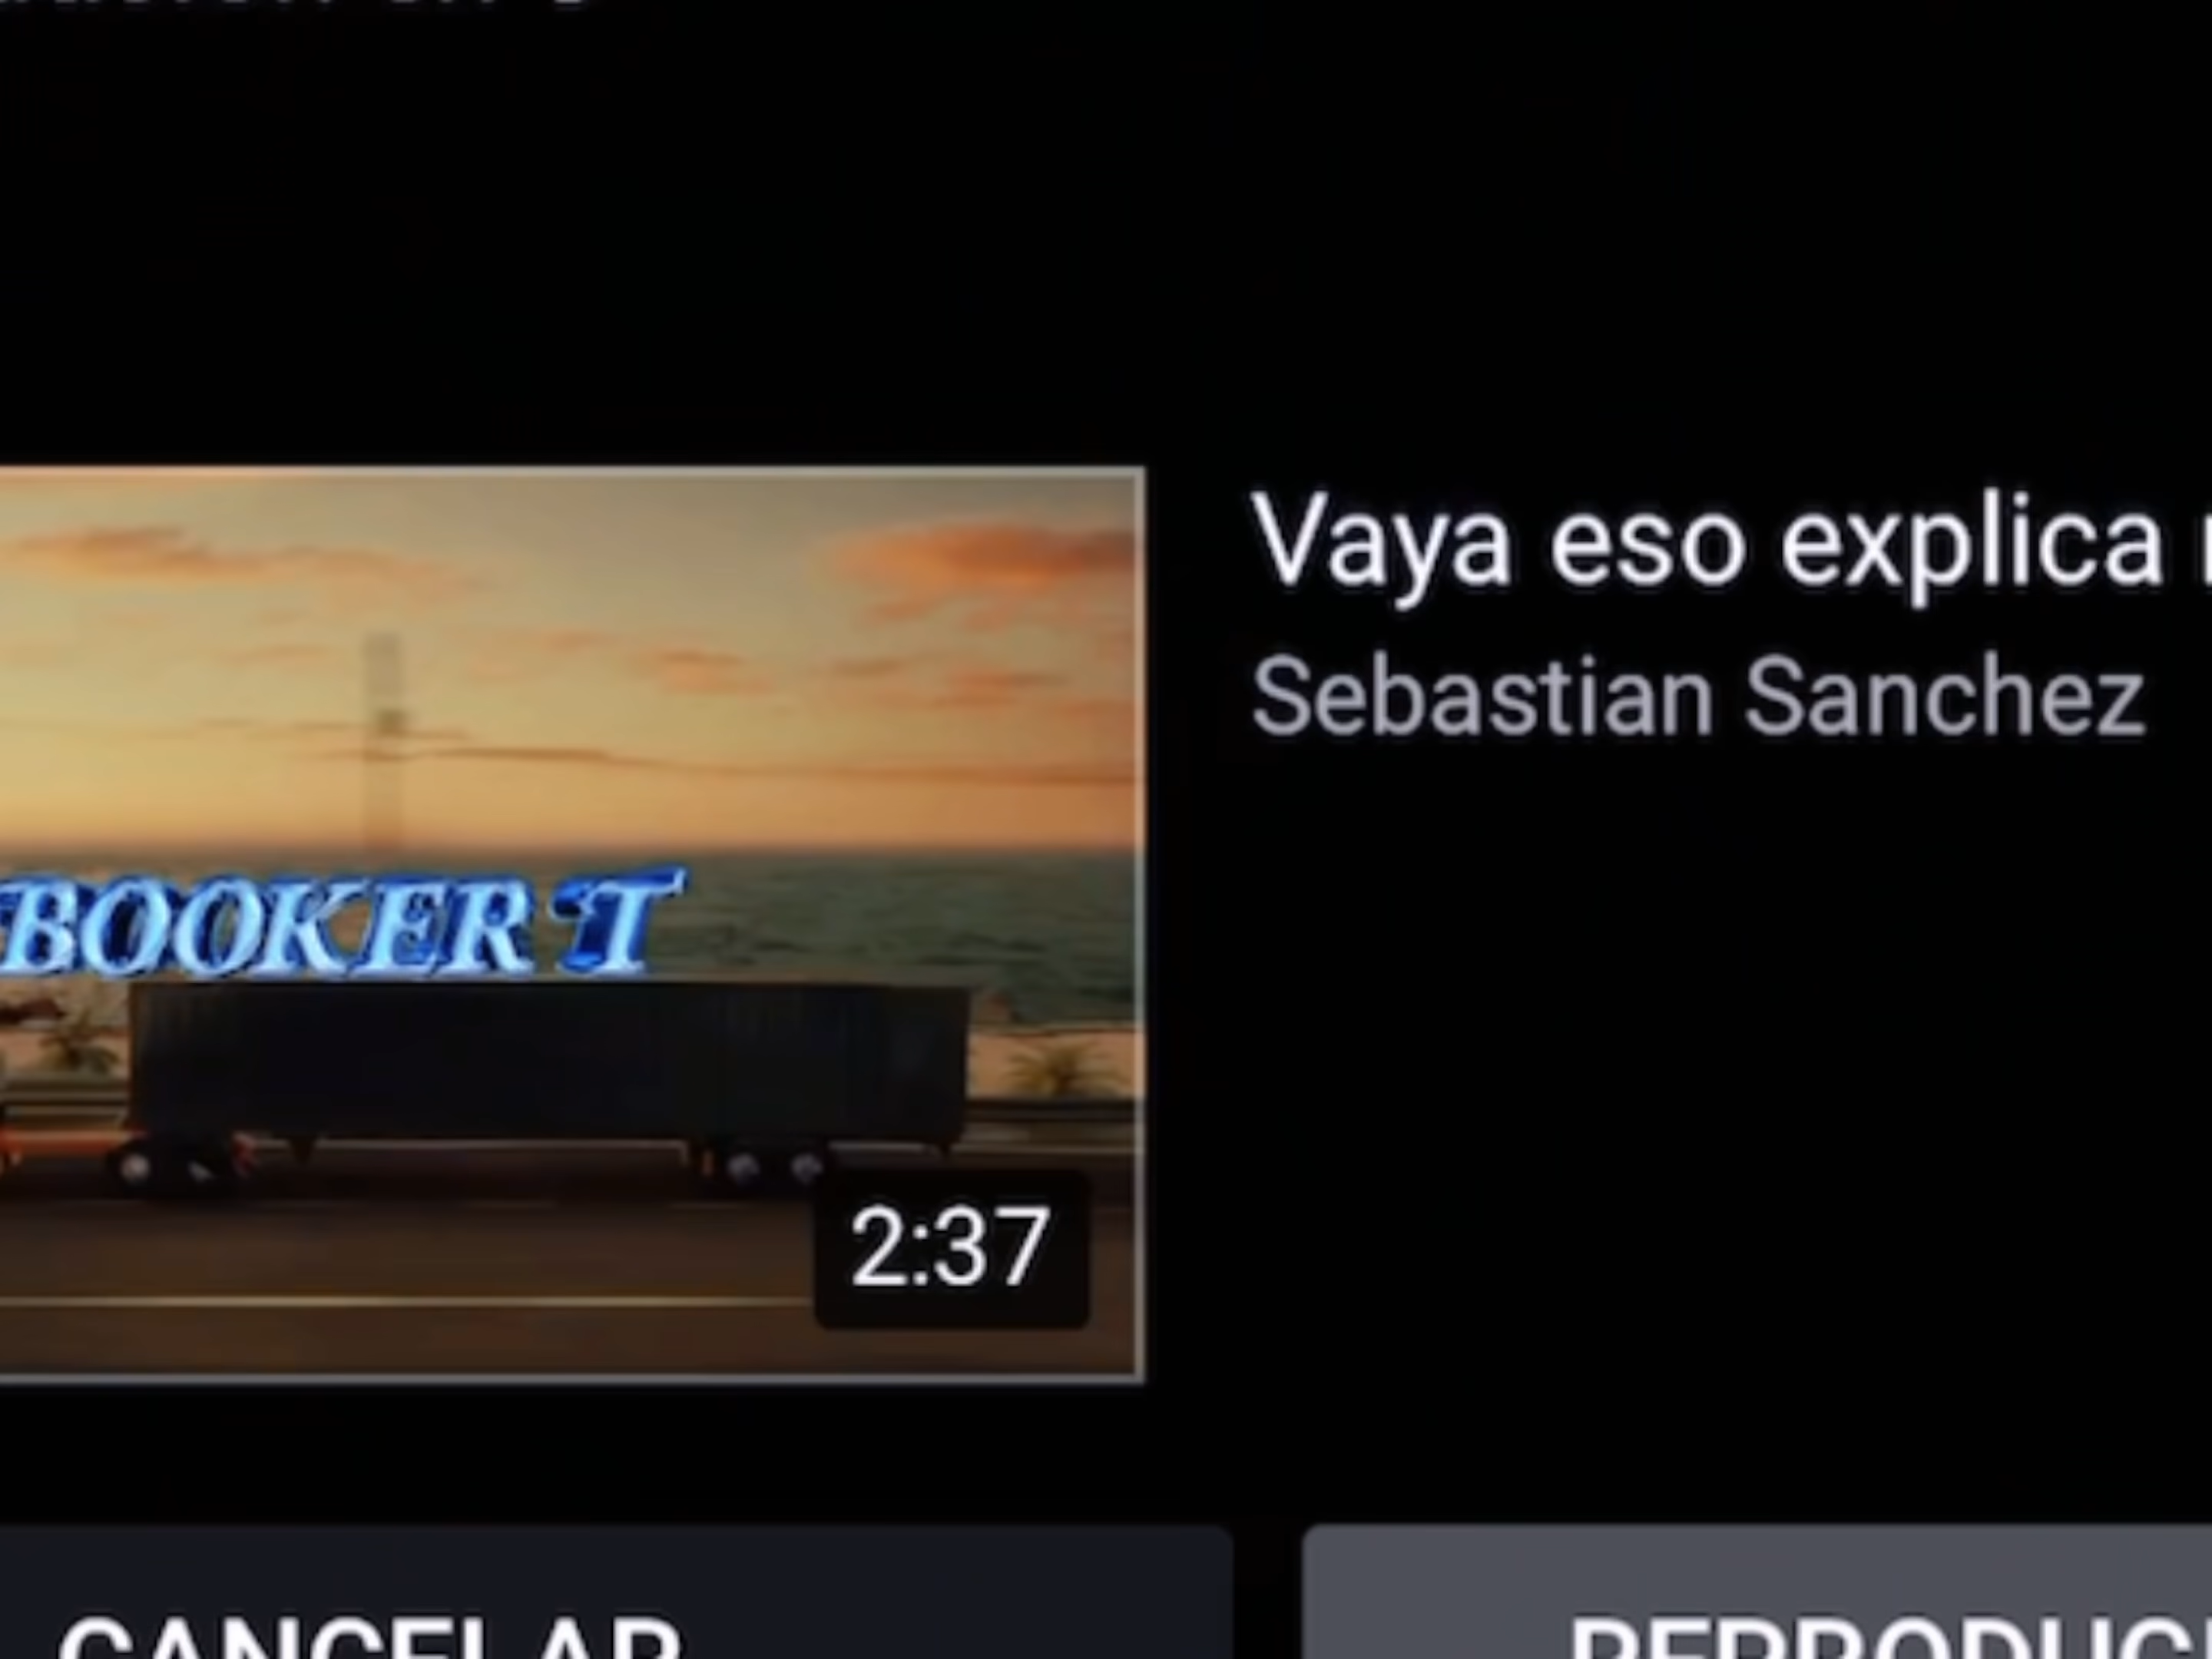 Vaya eso explica
Sebastian Sanchez
BOOKER T
2:37
CANCELAR